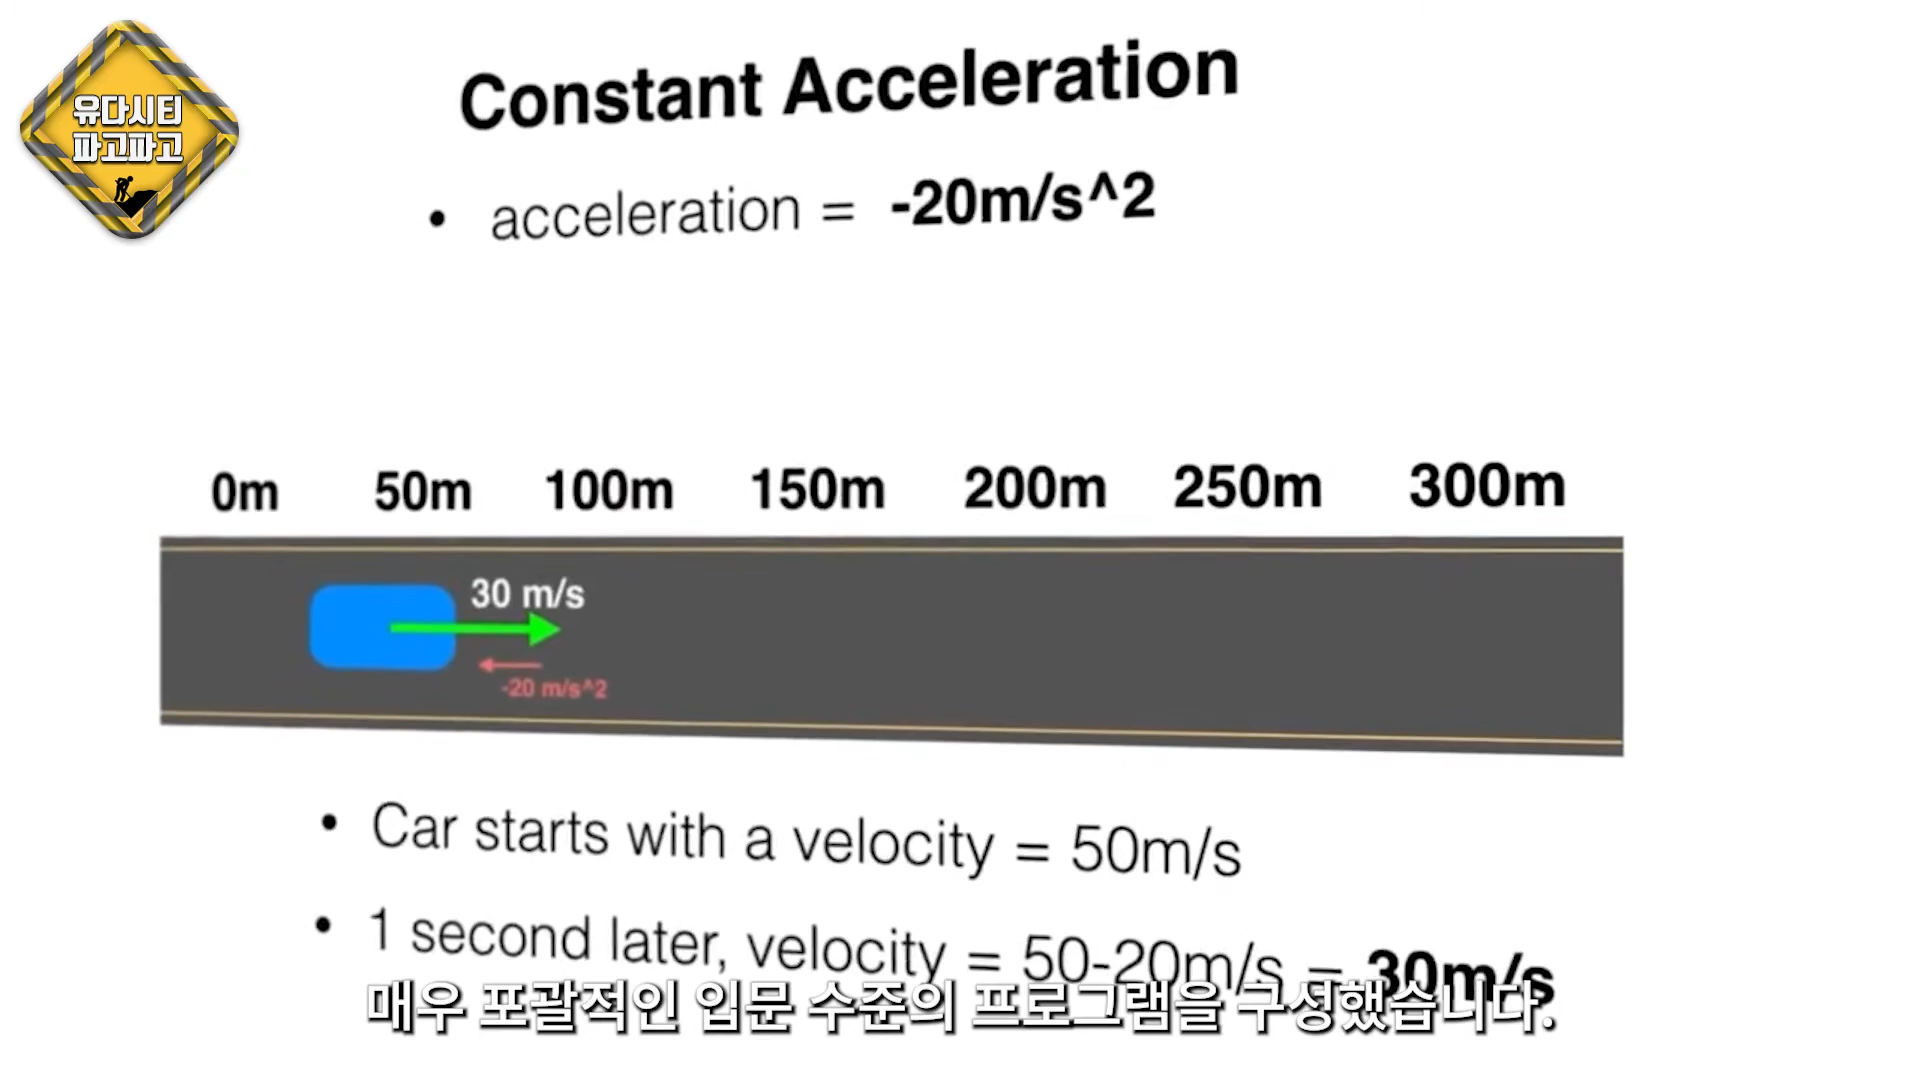 유다시티
파고파고
Constant Acceleration
• acceleration = -20m/s^2
0m 50m 100m 150m 200m 250m 300m
30 m/s
-20 m/s^2
• Car starts with a velocity = 50m/s
• 1 second later, velocity = 50-20m/s = 30m/s
매우 포괄적인 입문 수준의 프로그램을 구성했습니다.